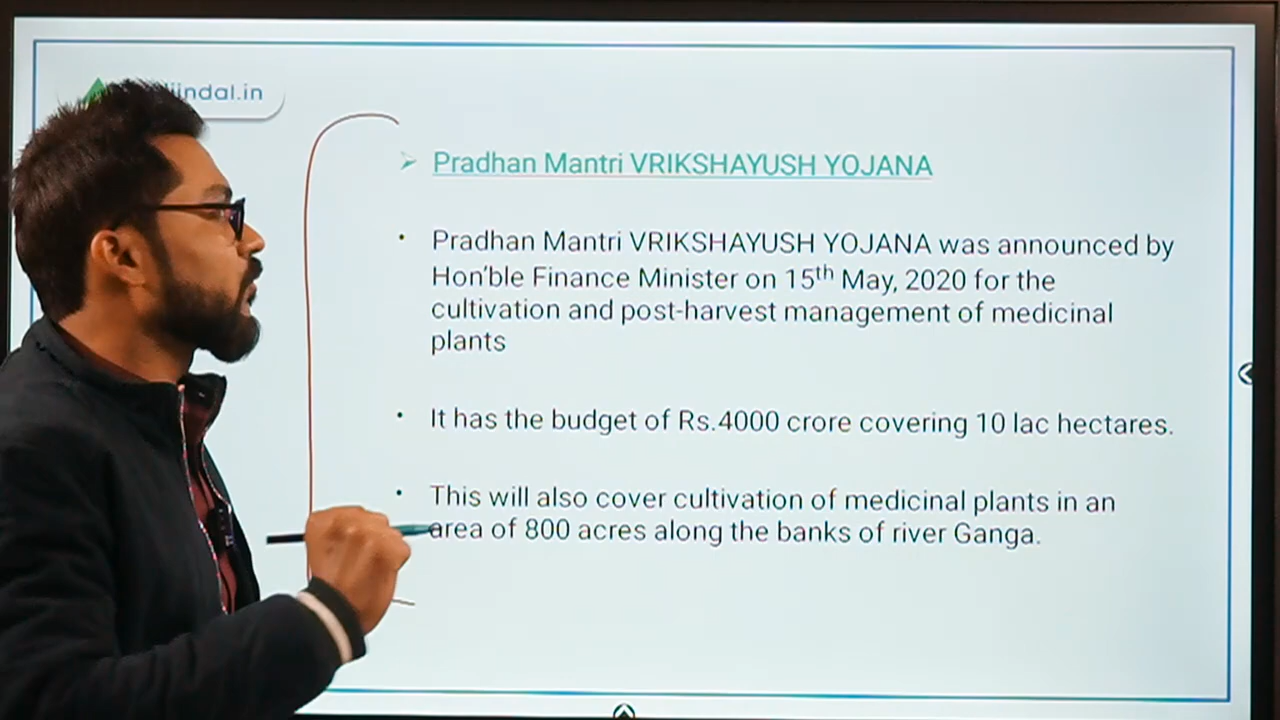 jindal.in
Pradhan Mantri VRIKSHAYUSH YOJANA
Pradhan Mantri VRIKSHAYUSH YOJANA was announced by
Hon'ble Finance Minister on 15th May, 2020 for the
cultivation and post-harvest management of medicinal
plants
It has the budget of Rs.4000 crore covering 10 lac hectares.
This will also cover cultivation of medicinal plants in an
area of 800 acres along the banks of river Ganga.